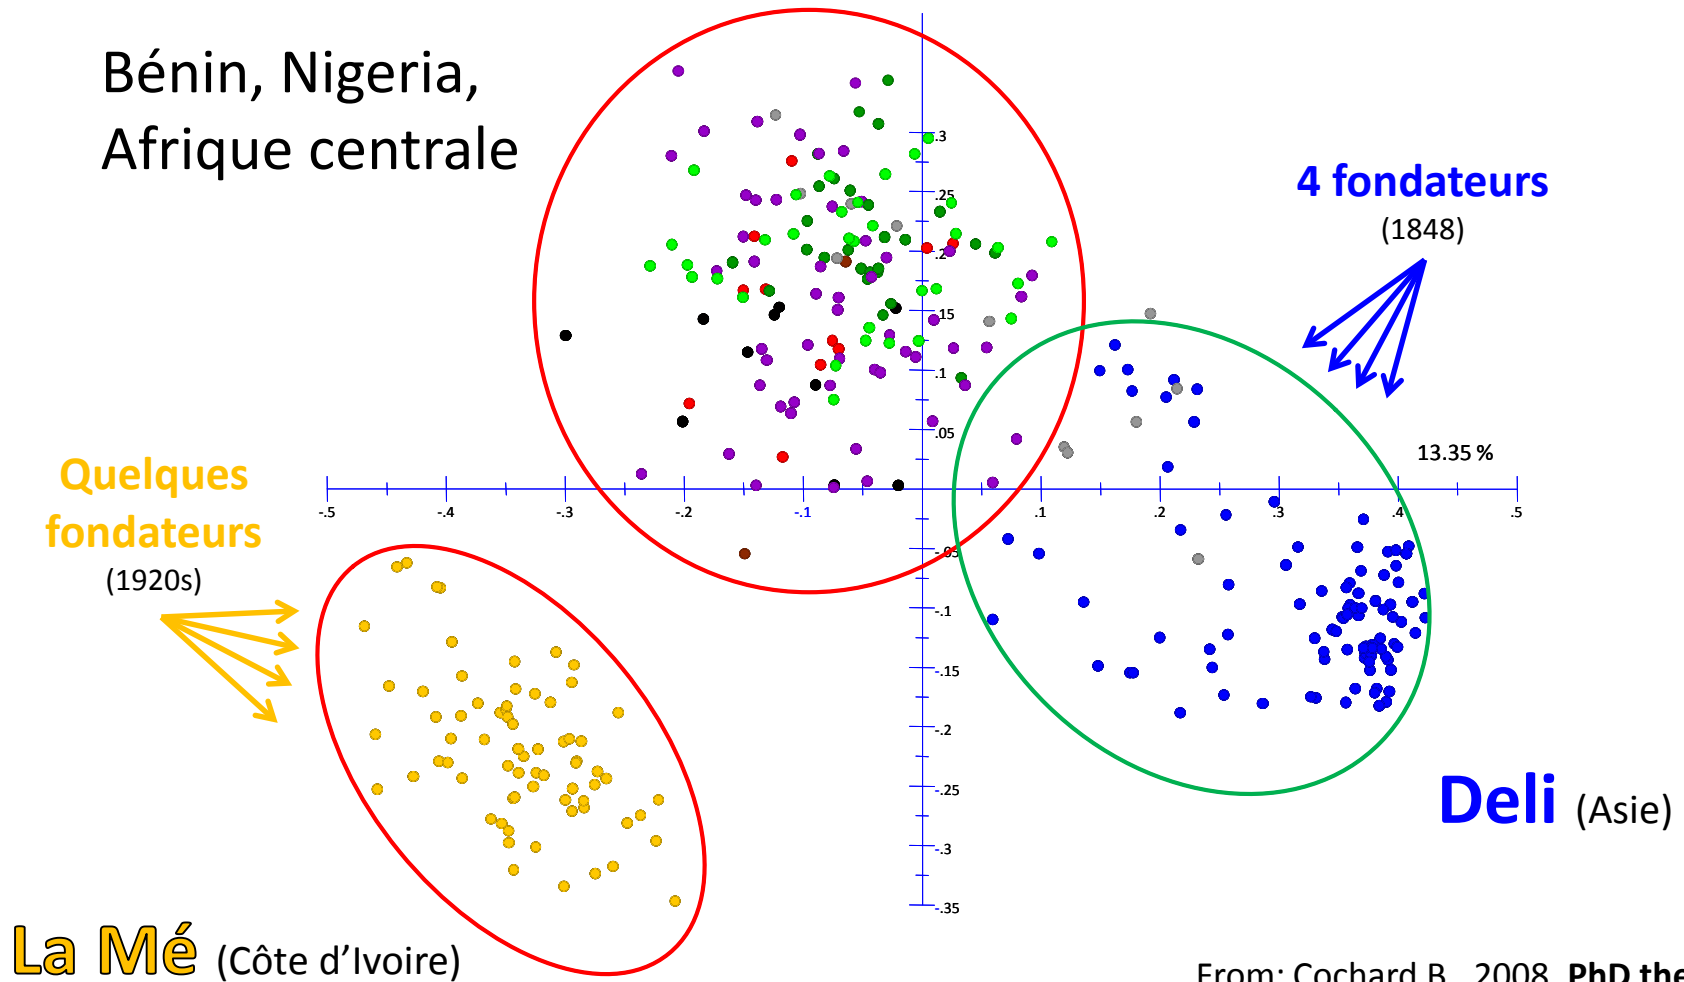 Bénin, Nigeria,
Afrique centrale
4 fondateurs
(1848)
.3
.25
.2
.15
.1
.05
13.35 %
Quelques
fondateurs
(1920s)
-.5
-.4
-.3
-.2
-.1
.1
.2
.3
.4
.5
-.05
-.1
-.15
-.2
-.25
-.3
-.35
Deli (Asie)
La Mé (Côte d’Ivoire)
From: Cochard B., 2008. PhD the